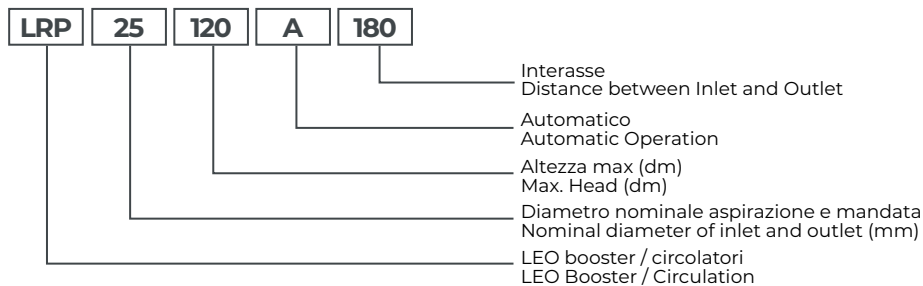 LRP 25 120 A 180
Interasse
Distance between Inlet and Outlet
Automatico
Automatic Operation
Altezza max (dm)
Max. Head (dm)
Diametro nominale aspirazione e mandata
Nominal diameter of inlet and outlet (mm)
LEO booster / circolatori
LEO Booster / Circulation